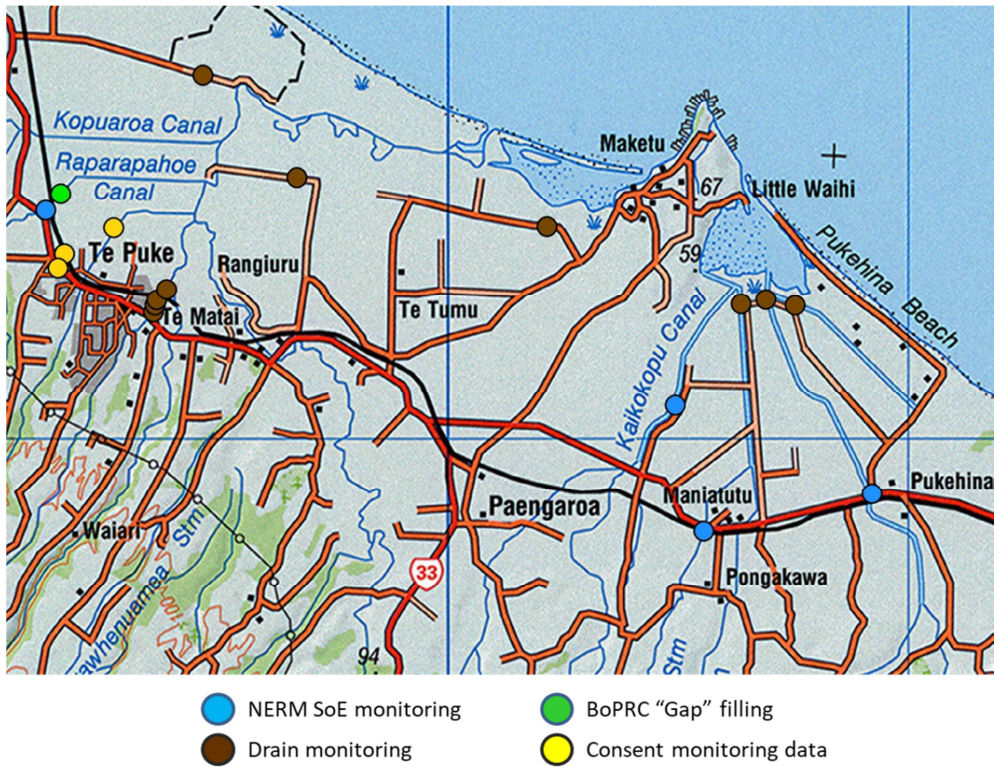 Kopuaroa Canal
Raparapahoe
Canal
Maketu
67
Little Waihi
Te Puke
Rangiuru
59
Pukehina Beach
Te Matai
Te Tumu
Kaikokopu Canal
Paengaroa
Maniatutu
Pukehina
Waiari
Stm
33
Pongakawa
awhenuamea
100
94
Stm
NERM SoE monitoring
BoPRC “Gap” filling
Drain monitoring
Consent monitoring data